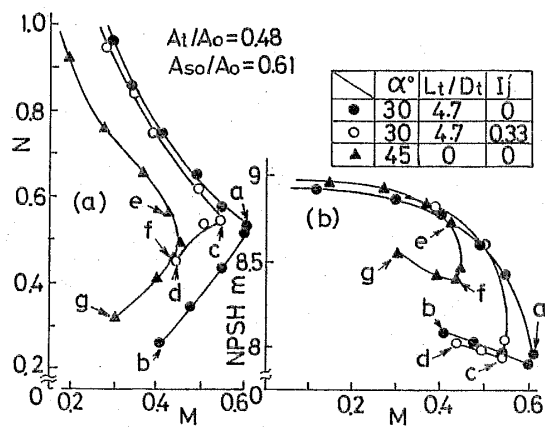 At/Ao=0.48
Aso/Ao=0.61
α° Lt/Dt Ij
● 30 4.7 0
○ 30 4.7 0.33
▲ 45 0 0
N
1.0
0.8
0.6
0.4
0.2
0
(a)
a
b
c
d
e
f
g
0.2 0.4 0.6
M
NPSH m
9
8.5
8
0
(b)
a
b
c
d
e
f
g
0.2 0.4 0.6
M